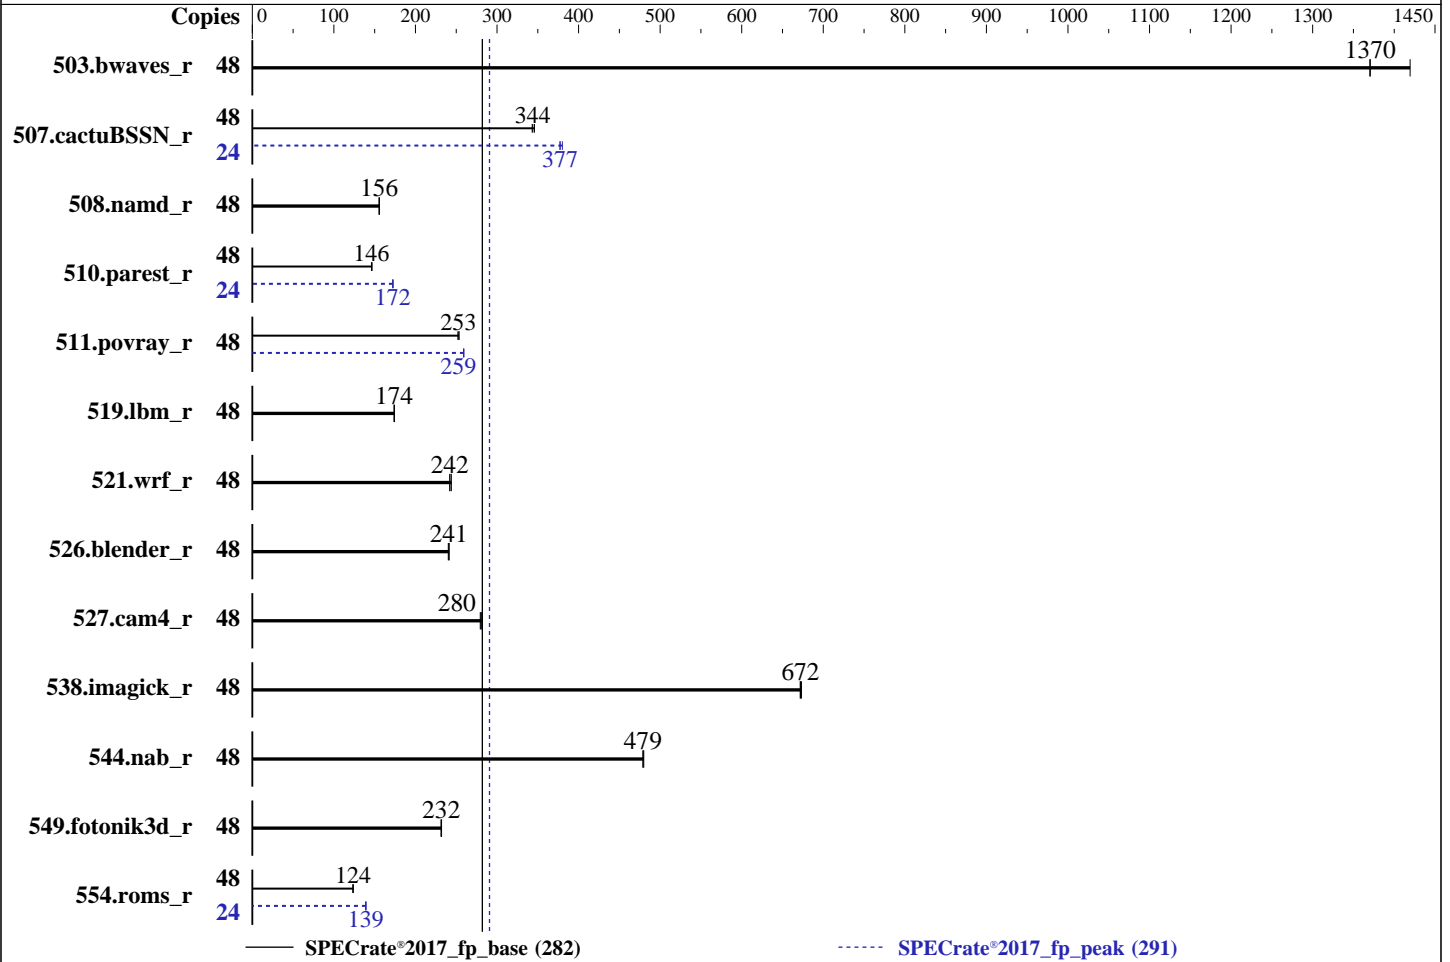 Copies 0 100 200 300 400 500 600 700 800 900 1000 1100 1200 1300 1450
503.bwaves_r 48 1370
507.cactuBSSN_r 48 344
24 377
508.namd_r 48 156
510.parest_r 48 146
24 172
511.povray_r 48 253
259
519.lbm_r 48 174
521.wrf_r 48 242
526.blender_r 48 241
527.cam4_r 48 280
538.imagick_r 48 672
544.nab_r 48 479
549.fotonik3d_r 48 232
554.roms_r 48 124
24 139
SPECrate®2017_fp_base (282) SPECrate®2017_fp_peak (291)